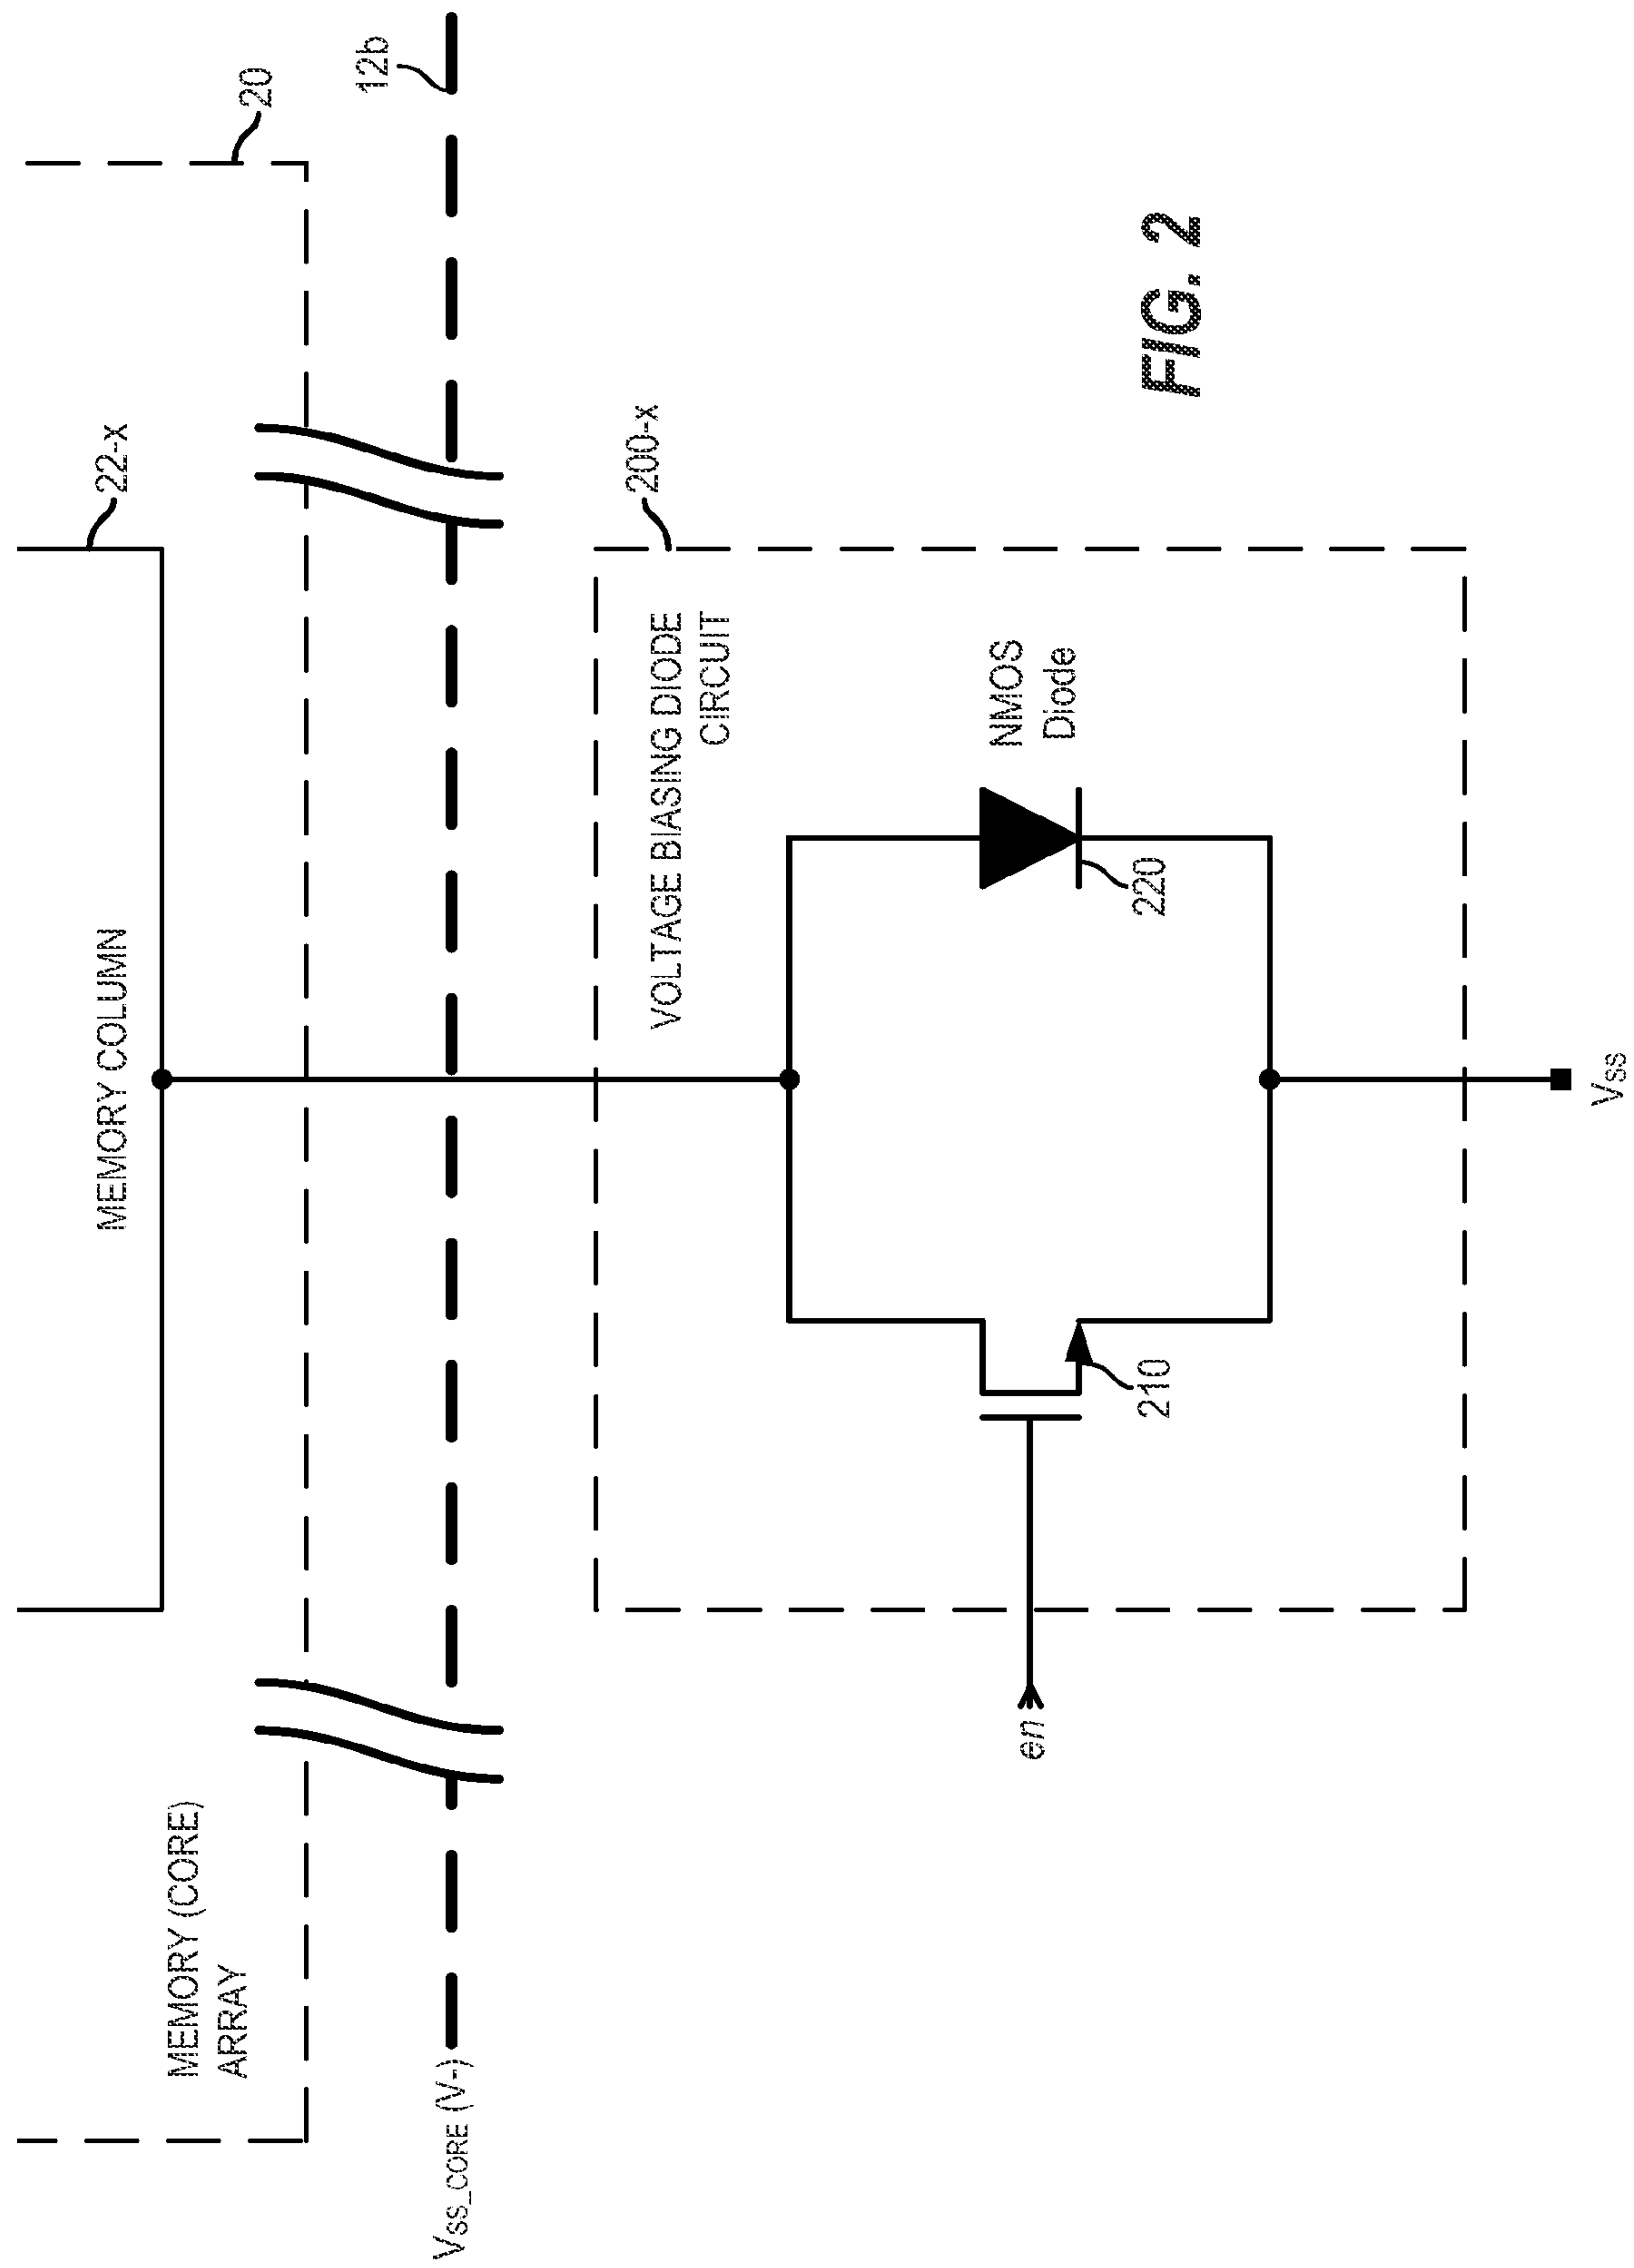 MEMORY COLUMN
22-x
MEMORY (CORE)
ARRAY
20
VSS_CORE (V-)
12b
200-x
VOLTAGE BIASING DIODE
CIRCUIT
NMOS
Diode
en
210
220
VSS
FIG. 2